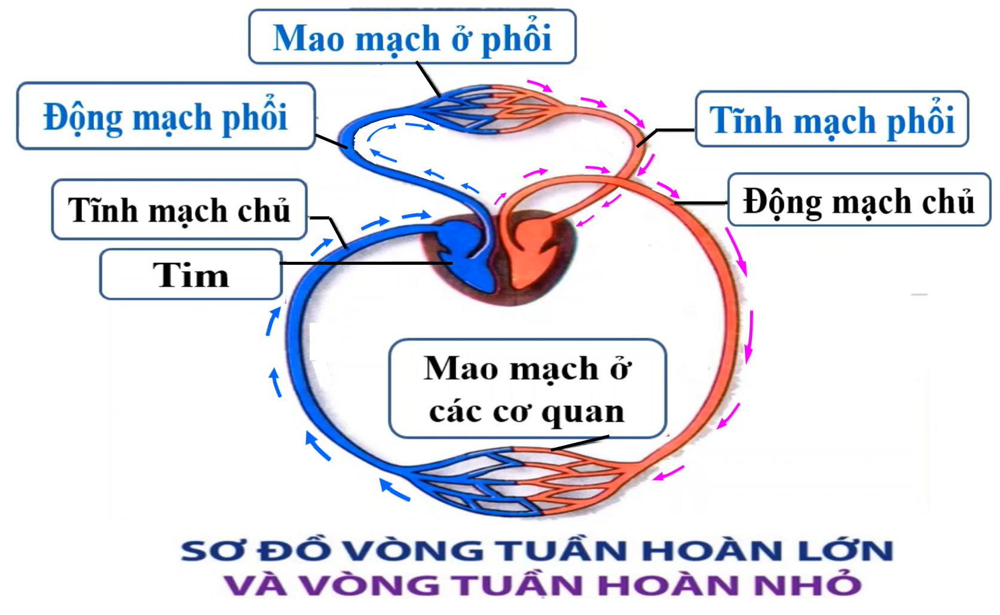 Mao mạch ở phổi
Động mạch phổi
Tĩnh mạch phổi
Tĩnh mạch chủ
Động mạch chủ
Tim
Mao mạch ở
các cơ quan
SƠ ĐỒ VÒNG TUẦN HOÀN LỚN
VÀ VÒNG TUẦN HOÀN NHỎ